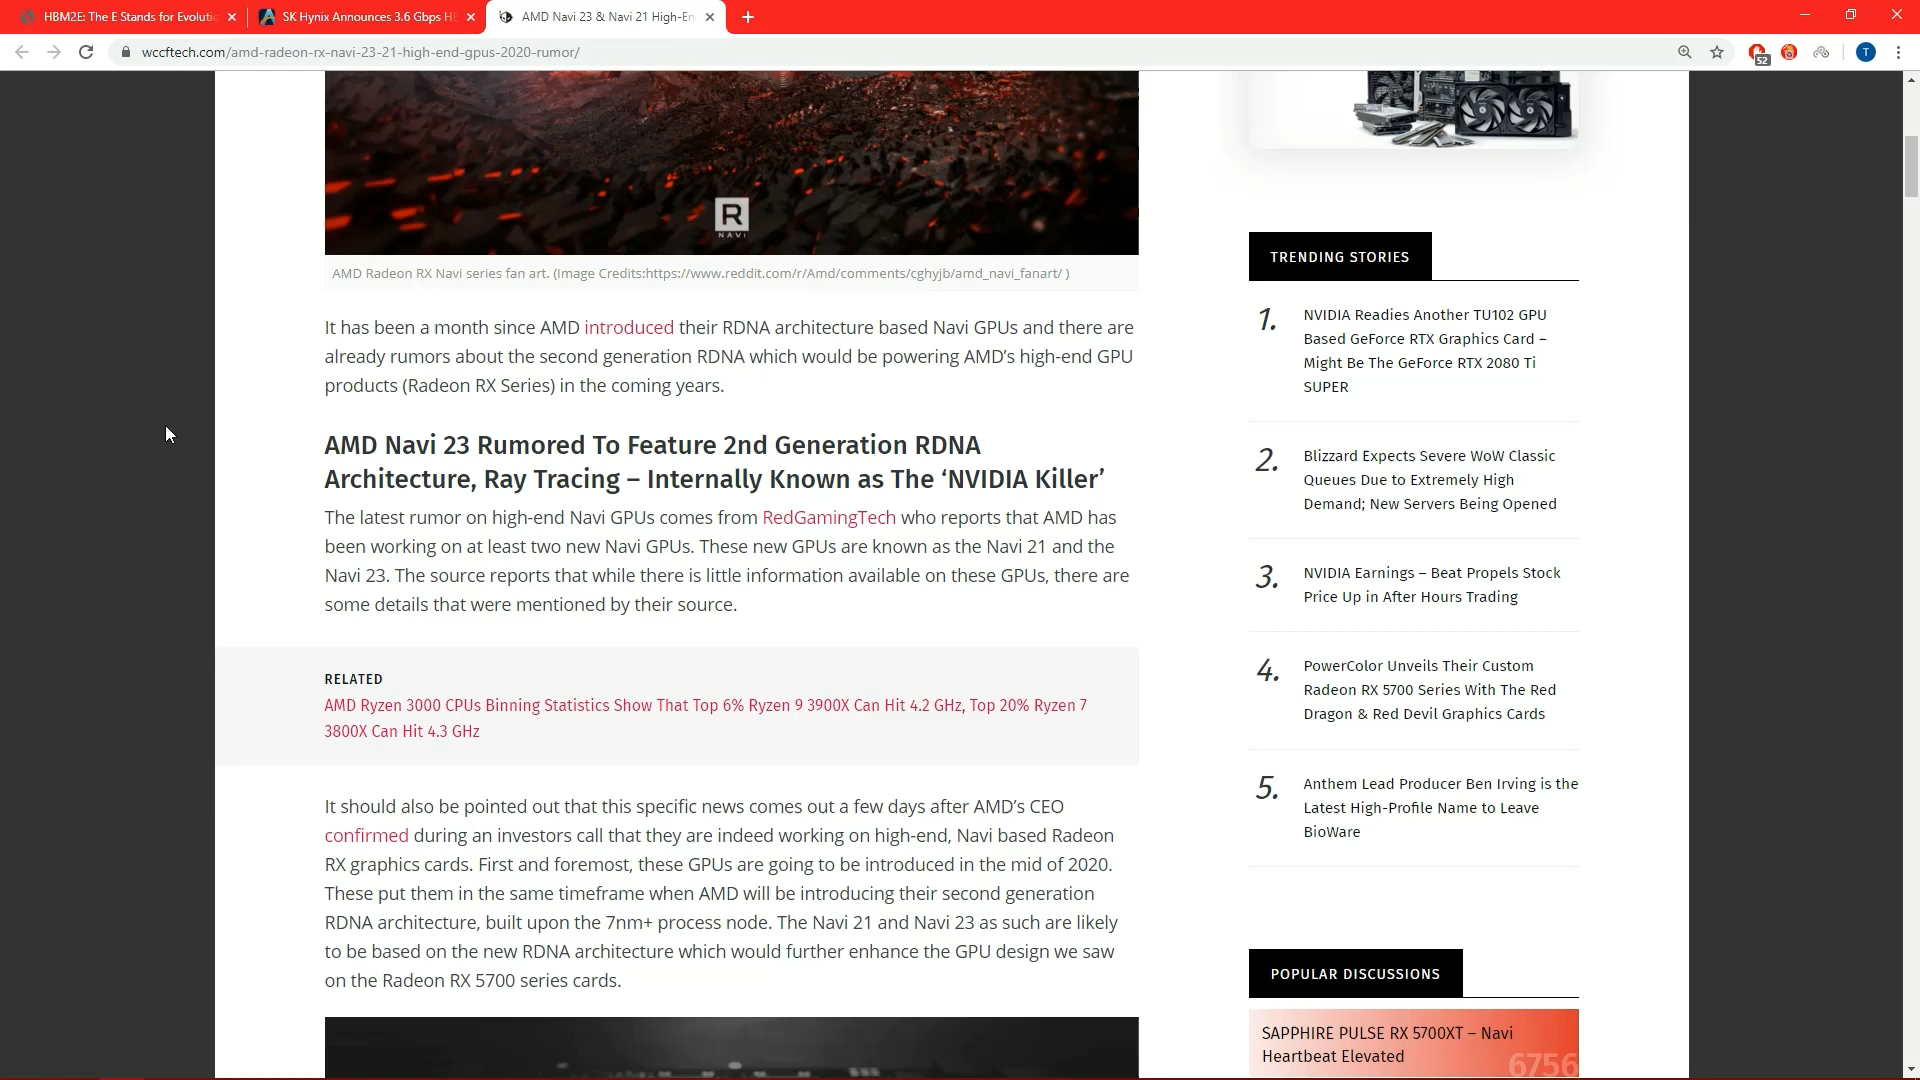 HBM2E: The E Stands for Evoluti
SK Hynix Announces 3.6 Gbps HB
AMD Navi 23 & Navi 21 High-En
wccftech.com/amd-radeon-rx-navi-23-21-high-end-gpus-2020-rumor/
52
T
R
NAVI
AMD Radeon RX Navi series fan art. (Image Credits:https://www.reddit.com/r/Amd/comments/cghyjb/amd_navi_fanart/ )
It has been a month since AMD introduced their RDNA architecture based Navi GPUs and there are
already rumors about the second generation RDNA which would be powering AMD’s high-end GPU
products (Radeon RX Series) in the coming years.
AMD Navi 23 Rumored To Feature 2nd Generation RDNA
Architecture, Ray Tracing – Internally Known as The ‘NVIDIA Killer’
The latest rumor on high-end Navi GPUs comes from RedGamingTech who reports that AMD has
been working on at least two new Navi GPUs. These new GPUs are known as the Navi 21 and the
Navi 23. The source reports that while there is little information available on these GPUs, there are
some details that were mentioned by their source.
RELATED
AMD Ryzen 3000 CPUs Binning Statistics Show That Top 6% Ryzen 9 3900X Can Hit 4.2 GHz, Top 20% Ryzen 7
3800X Can Hit 4.3 GHz
It should also be pointed out that this specific news comes out a few days after AMD’s CEO
confirmed during an investors call that they are indeed working on high-end, Navi based Radeon
RX graphics cards. First and foremost, these GPUs are going to be introduced in the mid of 2020.
These put them in the same timeframe when AMD will be introducing their second generation
RDNA architecture, built upon the 7nm+ process node. The Navi 21 and Navi 23 as such are likely
to be based on the new RDNA architecture which would further enhance the GPU design we saw
on the Radeon RX 5700 series cards.
TRENDING STORIES
1.
NVIDIA Readies Another TU102 GPU
Based GeForce RTX Graphics Card –
Might Be The GeForce RTX 2080 Ti
SUPER
2.
Blizzard Expects Severe WoW Classic
Queues Due to Extremely High
Demand; New Servers Being Opened
3.
NVIDIA Earnings – Beat Propels Stock
Price Up in After Hours Trading
4.
PowerColor Unveils Their Custom
Radeon RX 5700 Series With The Red
Dragon & Red Devil Graphics Cards
5.
Anthem Lead Producer Ben Irving is the
Latest High-Profile Name to Leave
BioWare
POPULAR DISCUSSIONS
SAPPHIRE PULSE RX 5700XT – Navi
Heartbeat Elevated
6756